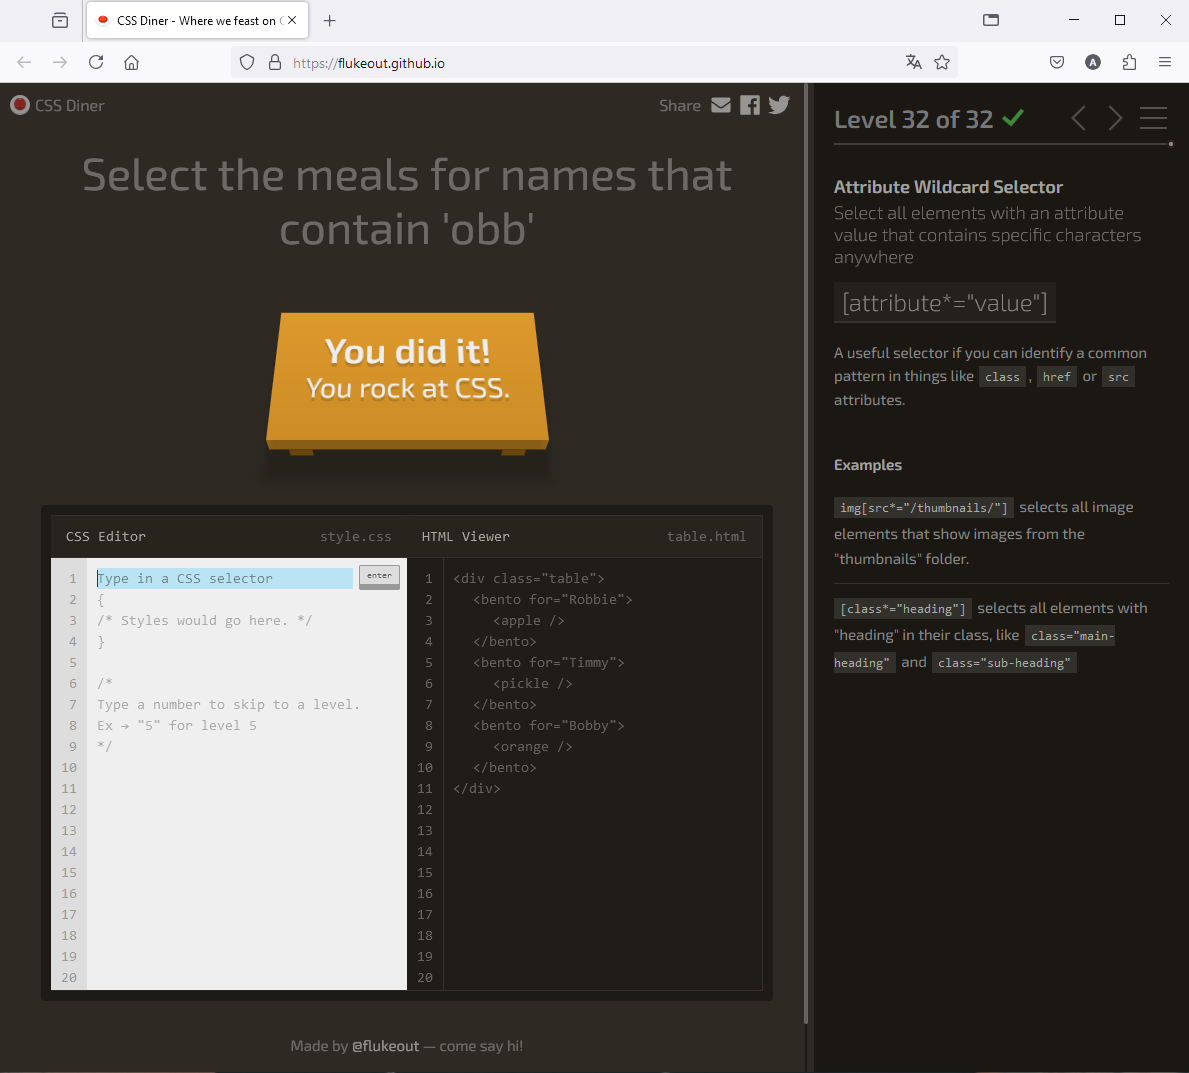 CSS Diner - Where we feast on
https://flukeout.github.io
CSS Diner
Share
Select the meals for names that
contain 'obb'
You did it!
You rock at CSS.
CSS Editor
style.css
HTML Viewer
table.html
1
2
3
4
5
6
7
8
9
10
11
12
13
14
15
16
17
18
19
20
Type in a CSS selector
enter
{
/* Styles would go here. */
}
/*
Type a number to skip to a level.
Ex → "5" for level 5
*/
1
2
3
4
5
6
7
8
9
10
11
12
13
14
15
16
17
18
19
20
<div class="table">
<bento for="Robbie">
<apple />
</bento>
<bento for="Timmy">
<pickle />
</bento>
<bento for="Bobby">
<orange />
</bento>
</div>
Made by @flukeout — come say hi!
Level 32 of 32
Attribute Wildcard Selector
Select all elements with an attribute
value that contains specific characters
anywhere
[attribute*="value"]
A useful selector if you can identify a common
pattern in things like class , href or src
attributes.
Examples
img[src*="/thumbnails/"] selects all image
elements that show images from the
"thumbnails" folder.
[class*="heading"] selects all elements with
"heading" in their class, like class="main-
heading" and class="sub-heading"